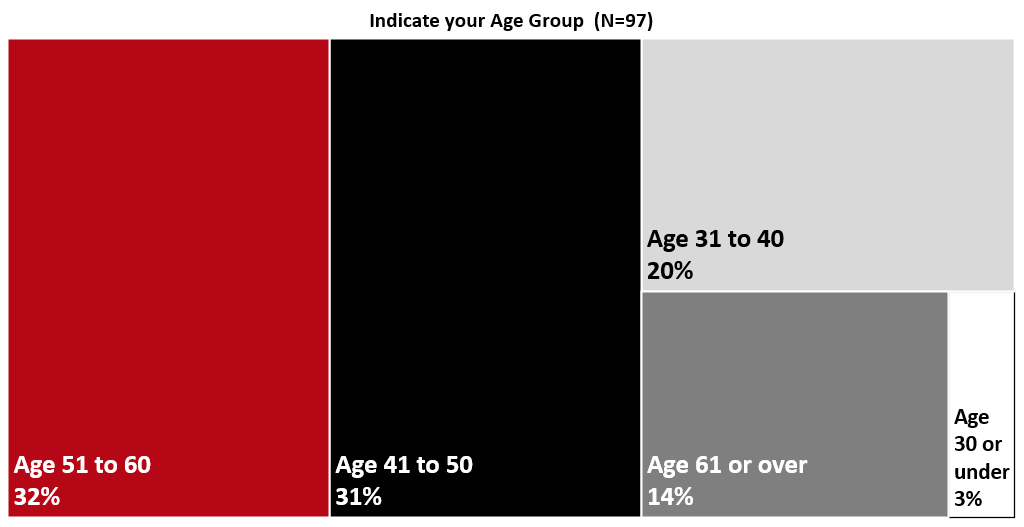 Indicate your Age Group  (N=97)
Age 51 to 60
32%
Age 41 to 50
31%
Age 31 to 40
20%
Age 61 or over
14%
Age
30 or
under
3%